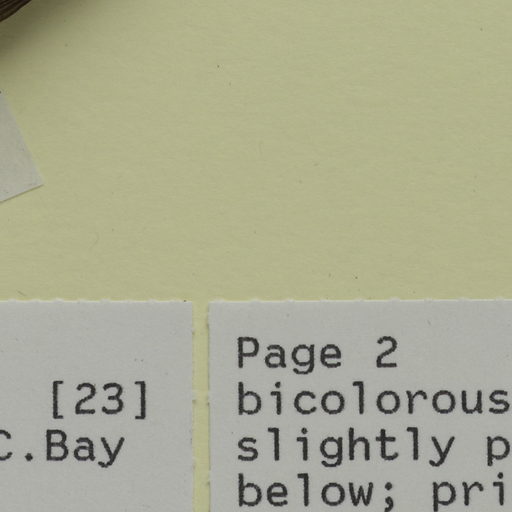 [23]
C.Bay
Page 2
bicolorous
slightly p
below; pri